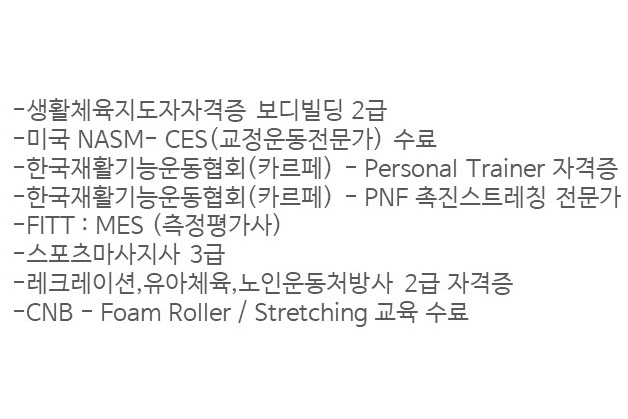 -생활체육지도자자격증 보디빌딩 2급
-미국 NASM- CES(교정운동전문가) 수료
-한국재활기능운동협회(카르페) - Personal Trainer 자격증
-한국재활기능운동협회(카르페) - PNF 촉진스트레칭 전문가
-FITT : MES (측정평가사)
-스포츠마사지사 3급
-레크레이션,유아체육,노인운동처방사 2급 자격증
-CNB - Foam Roller / Stretching 교육 수료